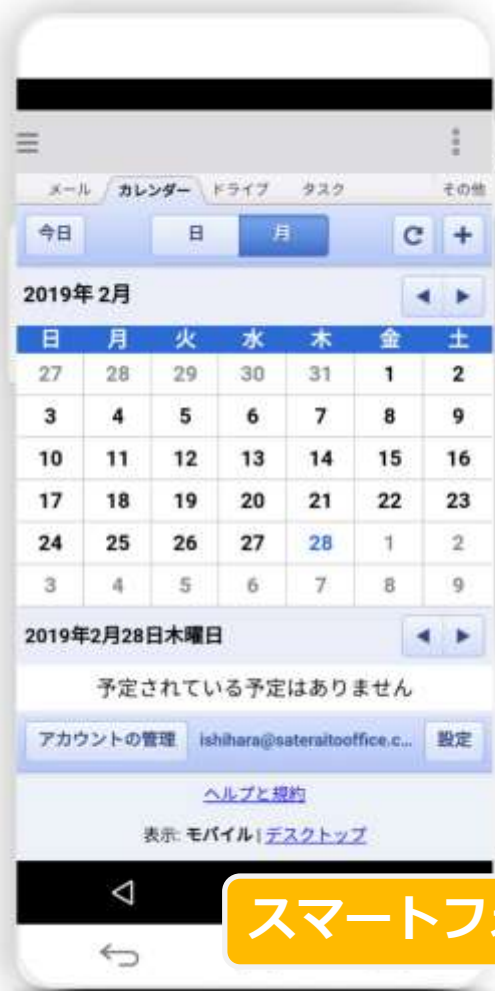 メール カレンダー ドライブ タスク その他
今日 日 月
2019年 2月
日 月 火 水 木 金 土
27 28 29 30 31 1 2
3 4 5 6 7 8 9
10 11 12 13 14 15 16
17 18 19 20 21 22 23
24 25 26 27 28 1 2
3 4 5 6 7 8 9
2019年2月28日木曜日
予定されている予定はありません
アカウントの管理 ishihara@sateraitooffice.c... 設定
ヘルプと規約
表示: モバイル | デスクトップ
スマートフ